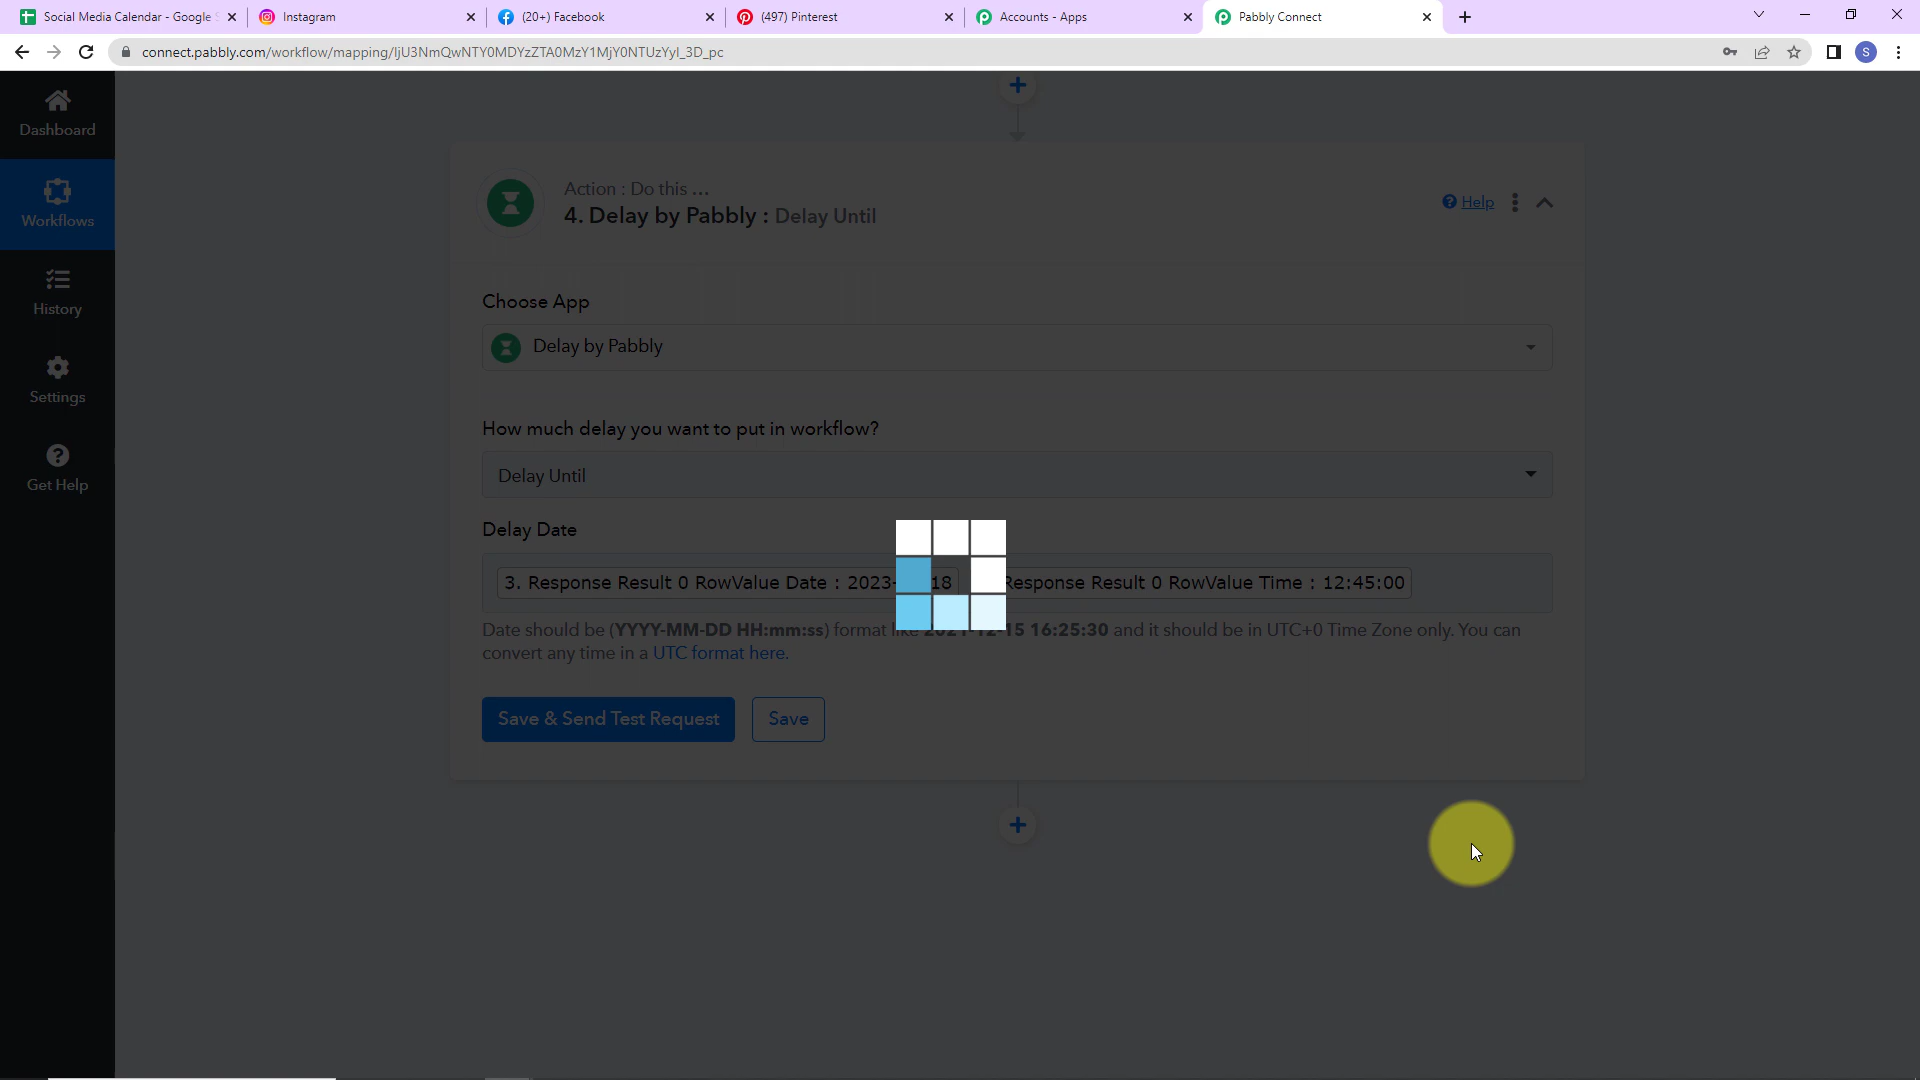 Social Media Calendar - Google S
Instagram
(20+) Facebook
(497) Pinterest
Accounts - Apps
Pabbly Connect
connect.pabbly.com/workflow/mapping/IjU3NmQwNTY0MDYzZTA0MzY1MjY0NTUzYyI_3D_pc
S
Dashboard
Workflows
History
Settings
Get Help
Action : Do this ...
4. Delay by Pabbly : Delay Until
Help
Choose App
Delay by Pabbly
How much delay you want to put in workflow?
Delay Until
Delay Date
3. Response Result 0 RowValue Date : 2023- 18 Response Result 0 RowValue Time : 12:45:00
Date should be (YYYY-MM-DD HH:mm:ss) format like 2021-12-15 16:25:30 and it should be in UTC+0 Time Zone only. You can
convert any time in a UTC format here.
Save & Send Test Request
Save